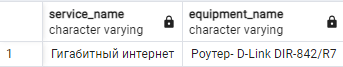 service_name equipment_name
character varying character varying
1 Гигабитный интернет Роутер- D-Link DIR-842/R7